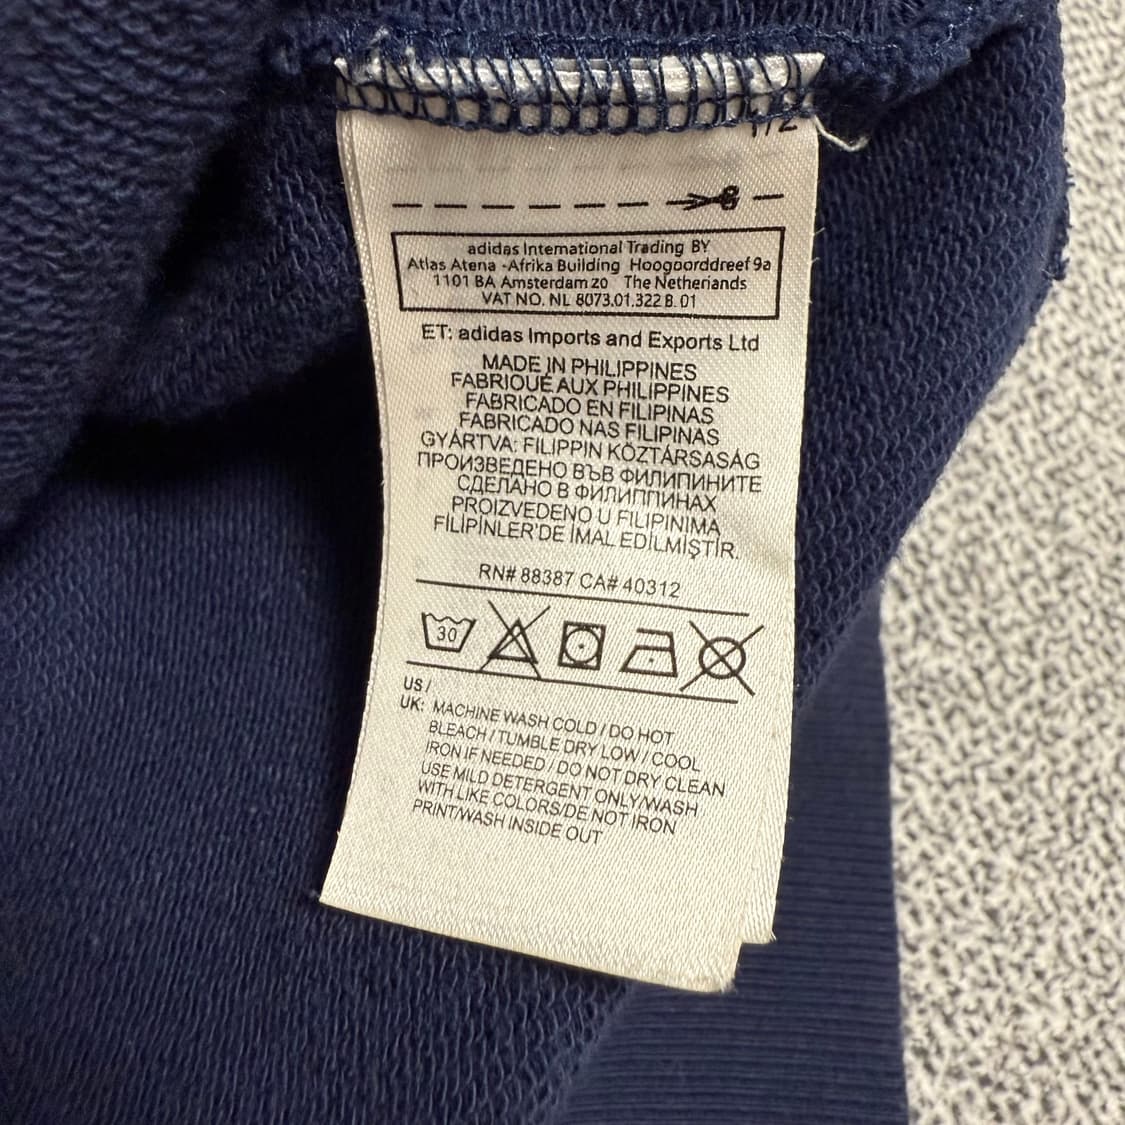 1/2
adidas International Trading BV
Atlas Atena -Afrika Building Hoogoorddreef 9a
1101 BA Amsterdam zo The Netherlands
VAT NO. NL 8073.01.322 B. 01
ET: adidas Imports and Exports Ltd
MADE IN PHILIPPINES
FABRIQUÉ AUX PHILIPPINES
FABRICADO EN FILIPINAS
FABRICADO NAS FILIPINAS
GYÁRTVA: FILIPPIN KÖZTÁRSASÁG
ПРОИЗВЕДЕНО ВЪВ ФИЛИПИНИТЕ
СДЕЛАНО В ФИЛИППИНАХ
PROIZVEDENO U FILIPINIMA
FİLİPİNLER'DE İMAL EDİLMİŞTİR.
RN# 88387 CA# 40312
30
US /
UK: MACHINE WASH COLD / DO HOT
BLEACH / TUMBLE DRY LOW / COOL
IRON IF NEEDED / DO NOT DRY CLEAN
USE MILD DETERGENT ONLY/WASH
WITH LIKE COLORS/DE NOT IRON
PRINT/WASH INSIDE OUT